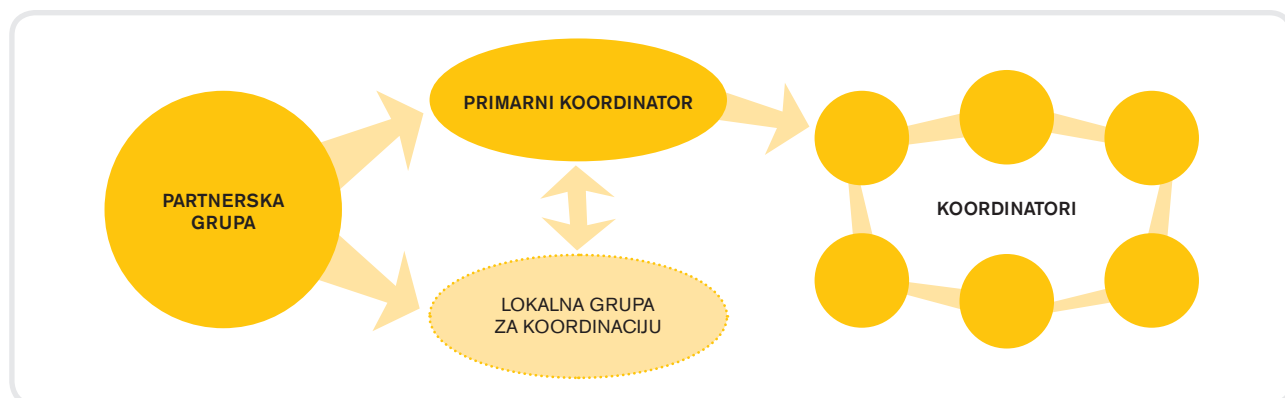 PARTNERSKA
GRUPA
PRIMARNI KOORDINATOR
LOKALNA GRUPA
ZA KOORDINACIJU
KOORDINATORI